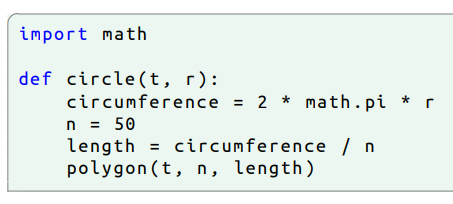 import math
def circle(t, r):
    circumference = 2 * math.pi * r
    n = 50
    length = circumference / n
    polygon(t, n, length)